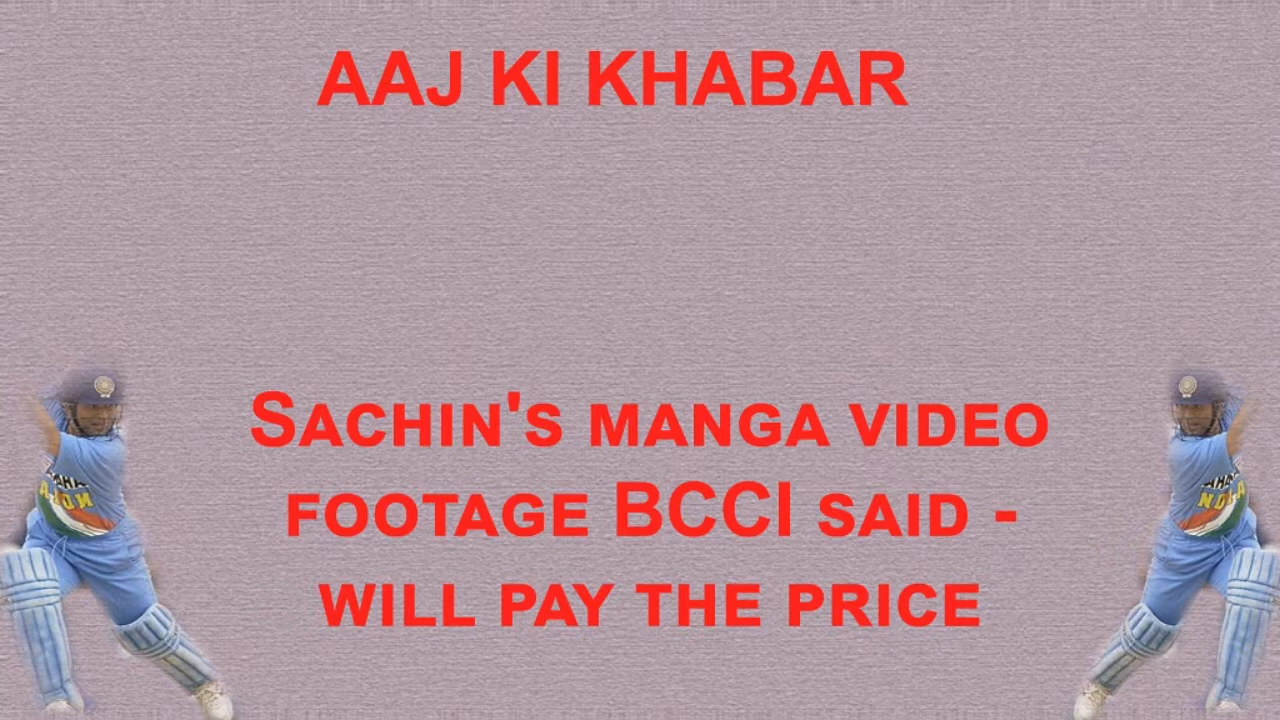 AAJ KI KHABAR
Sachin's manga video
footage BCCI said -
will pay the price